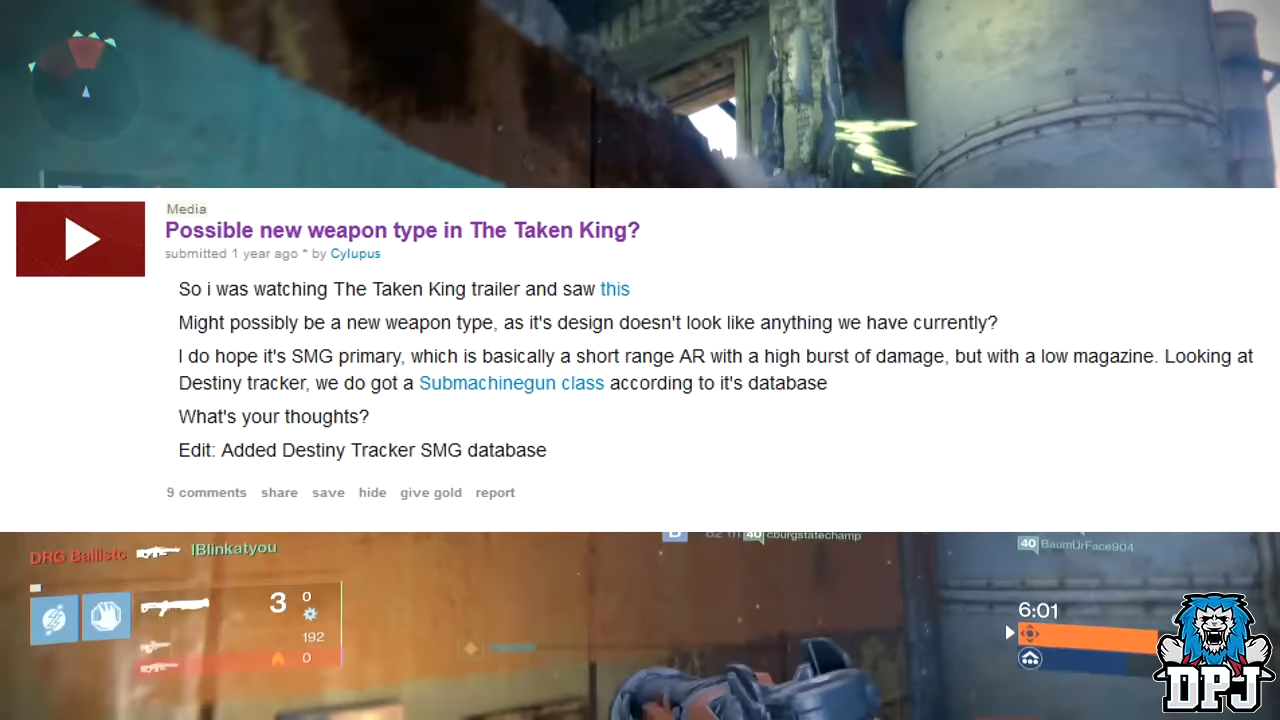 Media
Possible new weapon type in The Taken King?
submitted 1 year ago * by Cylupus
So i was watching The Taken King trailer and saw this
Might possibly be a new weapon type, as it's design doesn't look like anything we have currently?
I do hope it's SMG primary, which is basically a short range AR with a high burst of damage, but with a low magazine. Looking at
Destiny tracker, we do got a Submachinegun class according to it's database
What's your thoughts?
Edit: Added Destiny Tracker SMG database
9 comments share save hide give gold report
DRG Ballistc IBlinkatyou
B 82 m 40 cburgstatechamp
40 BaumUrFace904
3 0
192
0
6:01
DPJ